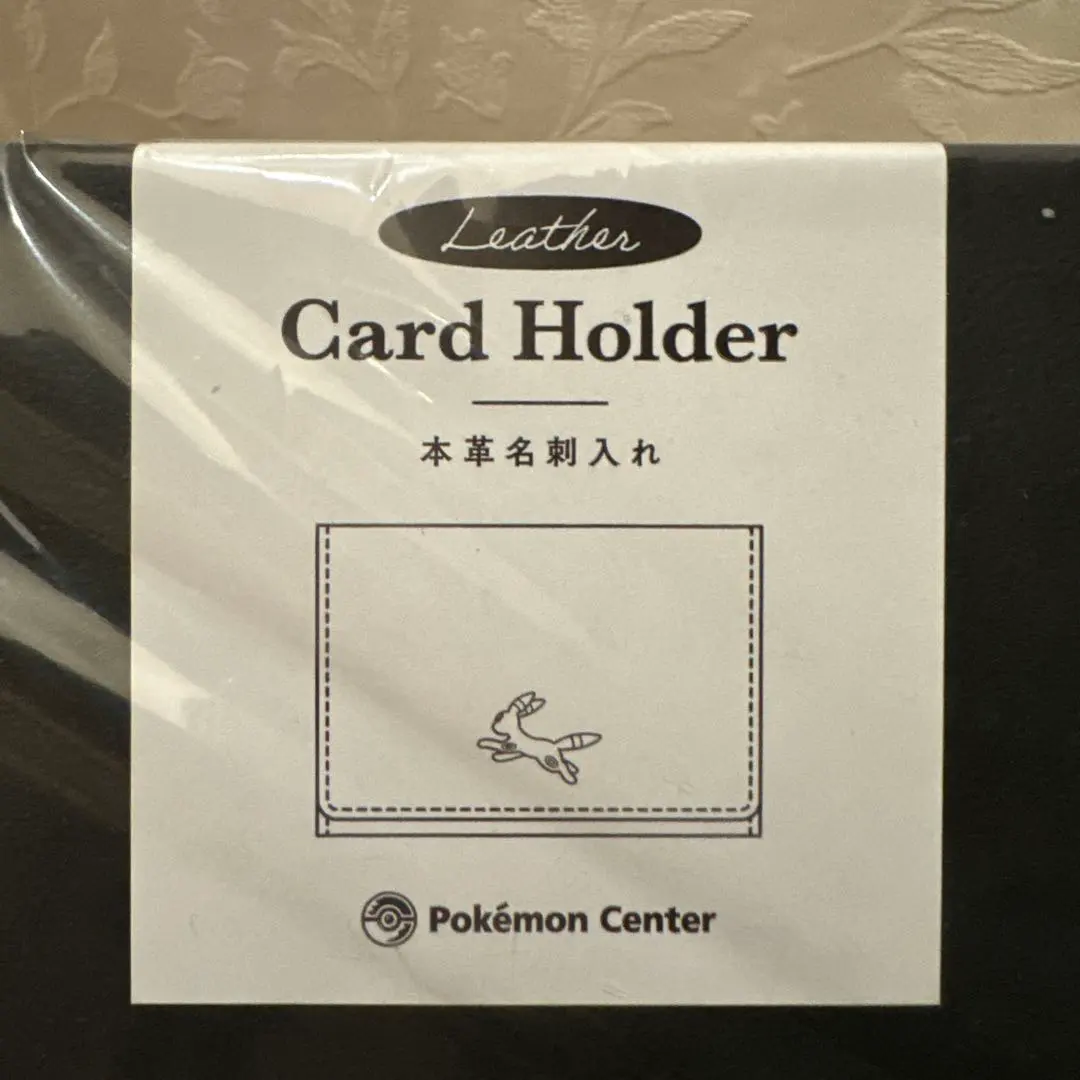 Leather
Card Holder
本革名刺入れ
Pokémon Center